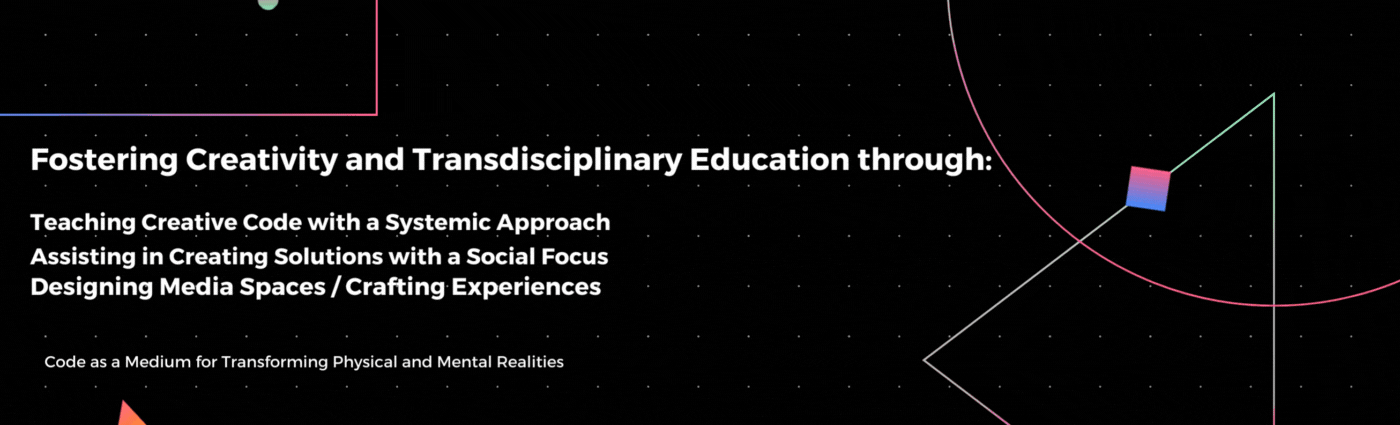 Fostering Creativity and Transdisciplinary Education through:
Teaching Creative Code with a Systemic Approach
Assisting in Creating Solutions with a Social Focus
Designing Media Spaces / Crafting Experiences
Code as a Medium for Transforming Physical and Mental Realities